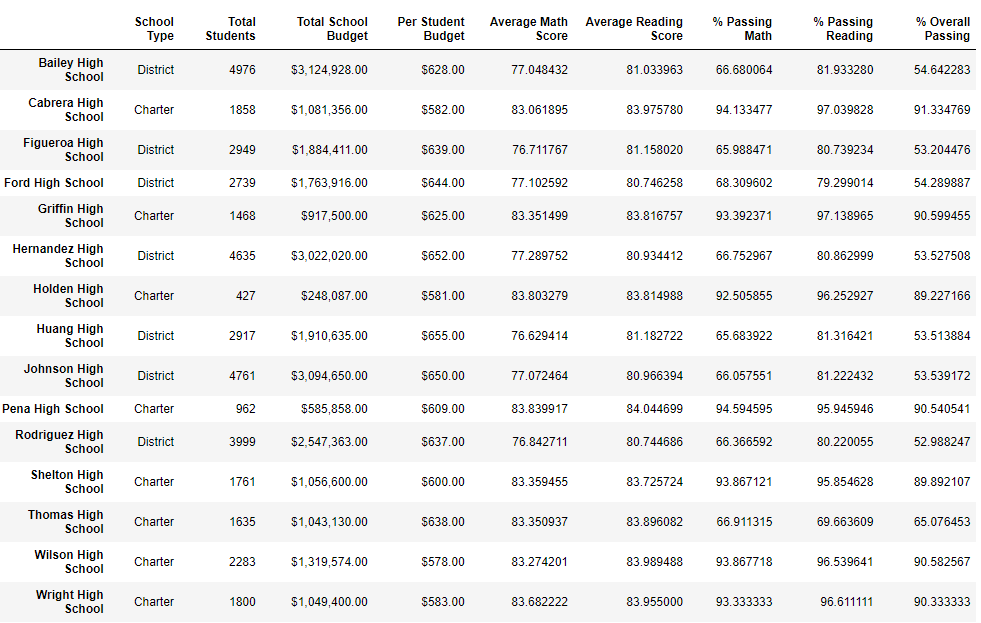 School Type Total Students Total School Budget Per Student Budget Average Math Score Average Reading Score % Passing Math % Passing Reading % Overall Passing
Bailey High School District 4976 $3,124,928.00 $628.00 77.048432 81.033963 66.680064 81.933280 54.642283
Cabrera High School Charter 1858 $1,081,356.00 $582.00 83.061895 83.975780 94.133477 97.039828 91.334769
Figueroa High School District 2949 $1,884,411.00 $639.00 76.711767 81.158020 65.988471 80.739234 53.204476
Ford High School District 2739 $1,763,916.00 $644.00 77.102592 80.746258 68.309602 79.299014 54.289887
Griffin High School Charter 1468 $917,500.00 $625.00 83.351499 83.816757 93.392371 97.138965 90.599455
Hernandez High School District 4635 $3,022,020.00 $652.00 77.289752 80.934412 66.752967 80.862999 53.527508
Holden High School Charter 427 $248,087.00 $581.00 83.803279 83.814988 92.505855 96.252927 89.227166
Huang High School District 2917 $1,910,635.00 $655.00 76.629414 81.182722 65.683922 81.316421 53.513884
Johnson High School District 4761 $3,094,650.00 $650.00 77.072464 80.966394 66.057551 81.222432 53.539172
Pena High School Charter 962 $585,858.00 $609.00 83.839917 84.044699 94.594595 95.945946 90.540541
Rodriguez High School District 3999 $2,547,363.00 $637.00 76.842711 80.744686 66.366592 80.220055 52.988247
Shelton High School Charter 1761 $1,056,600.00 $600.00 83.359455 83.725724 93.867121 95.854628 89.892107
Thomas High School Charter 1635 $1,043,130.00 $638.00 83.350937 83.896082 66.911315 69.663609 65.076453
Wilson High School Charter 2283 $1,319,574.00 $578.00 83.274201 83.989488 93.867718 96.539641 90.582567
Wright High School Charter 1800 $1,049,400.00 $583.00 83.682222 83.955000 93.333333 96.611111 90.333333